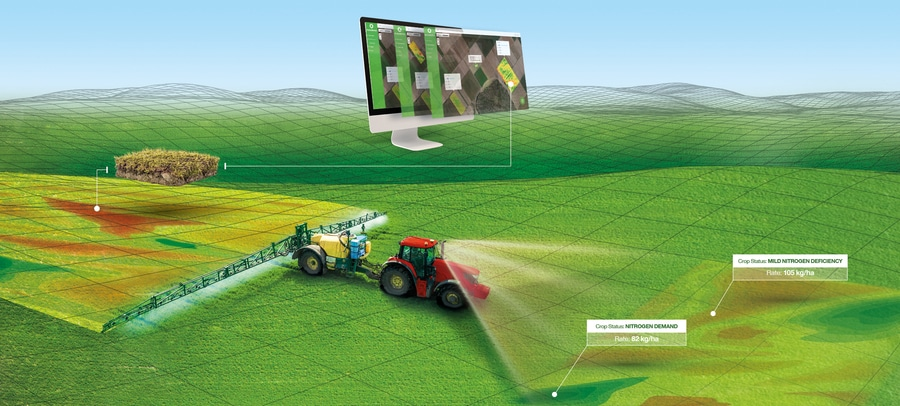 Crop Status: MILD NITROGEN DEFICIENCY
Rate: 105 kg/ha
Crop Status: NITROGEN DEMAND
Rate: 82 kg/ha